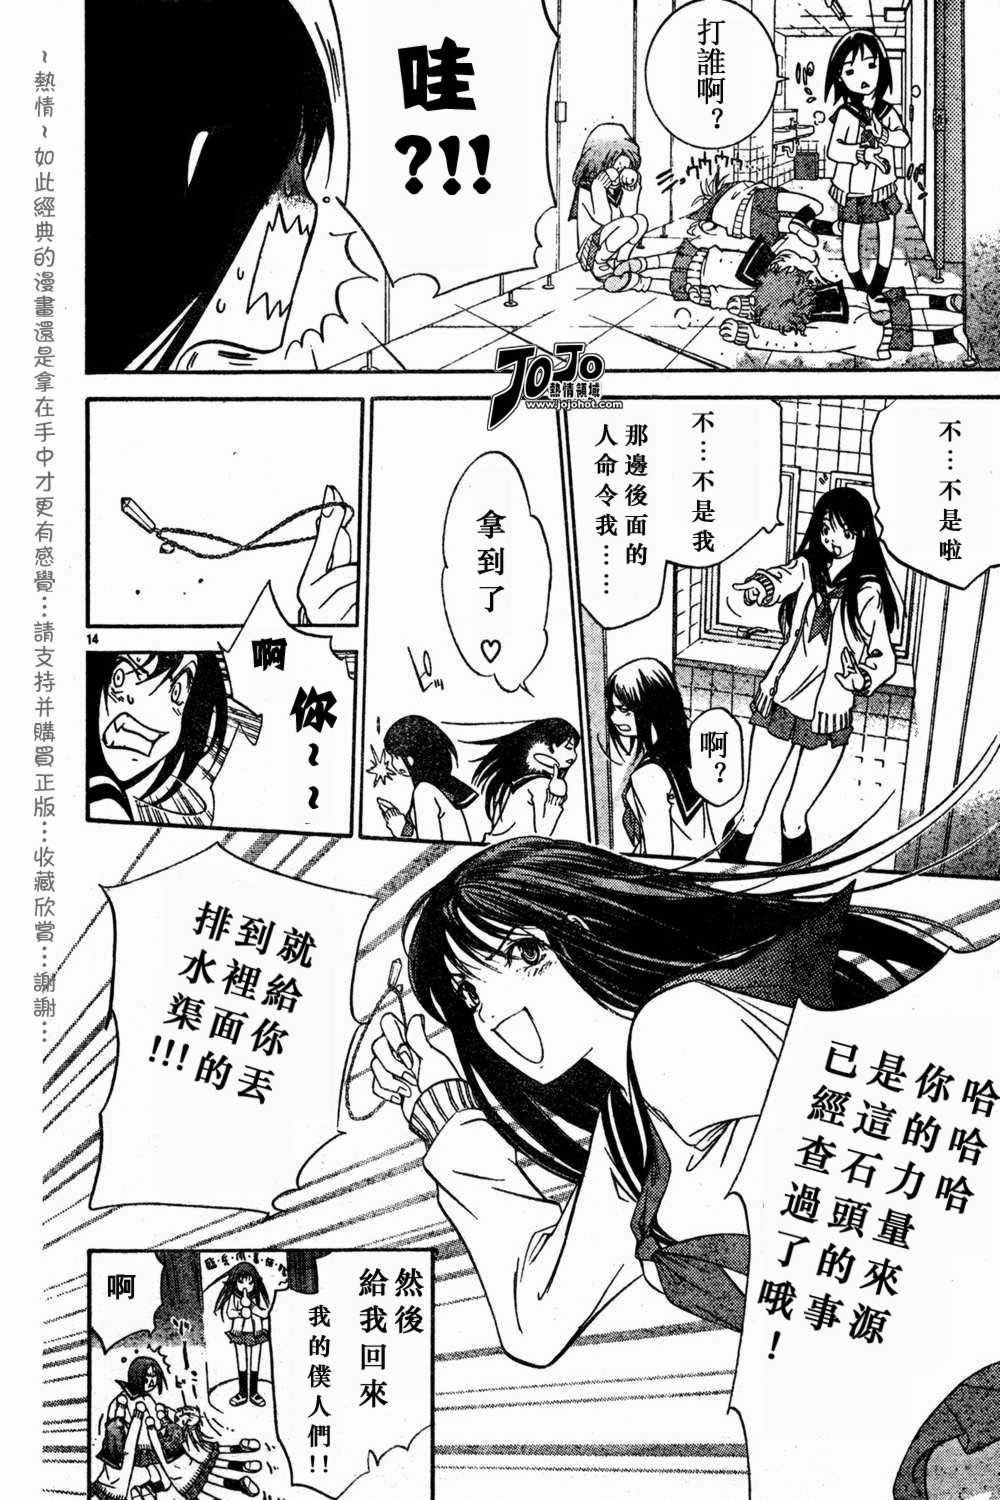 打誰啊？
哇
?!!
ウウウウ
不…不是啦
不…不是我
那邊後面的
人命令我……
啊？
拿到了
♡
啊
你~~
14
哈哈哈
你的力量來源
是這石頭的事
已經查過了哦！
就給你丟
到裡面的
排水渠!!!
然後
給我回來
我的僕人們!!
啊
JOJO
熱情領域
www.jojohot.com
~熱情~如此經典的漫畫還是拿在手中才更有感覺…請支持并購買正版…收藏欣賞…謝謝…